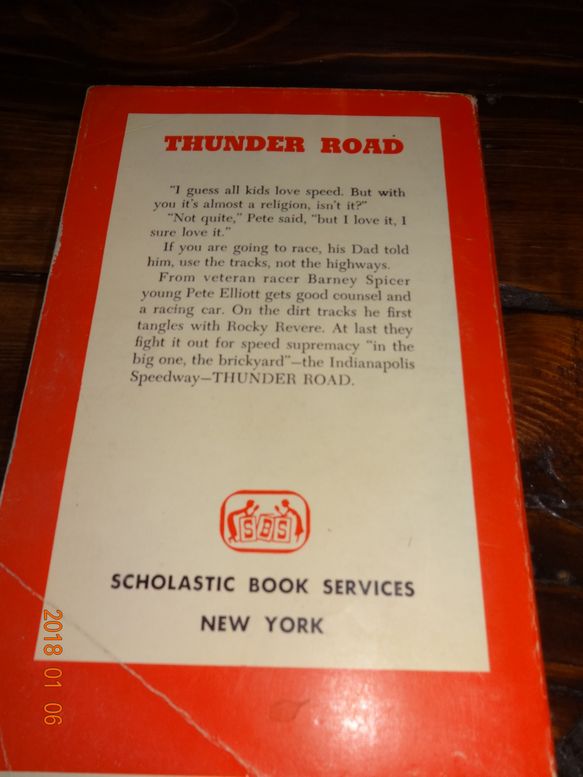 THUNDER ROAD
"I guess all kids love speed. But with
you it's almost a religion, isn't it?"
"Not quite," Pete said, "but I love it, I
sure love it."
If you are going to race, his Dad told
him, use the tracks, not the highways.
From veteran racer Barney Spicer
young Pete Elliott gets good counsel and
a racing car. On the dirt tracks he first
tangles with Rocky Revere. At last they
fight it out for speed supremacy "in the
big one, the brickyard"—the Indianapolis
Speedway—THUNDER ROAD.
SBS
SCHOLASTIC BOOK SERVICES
NEW YORK
2018 01 06